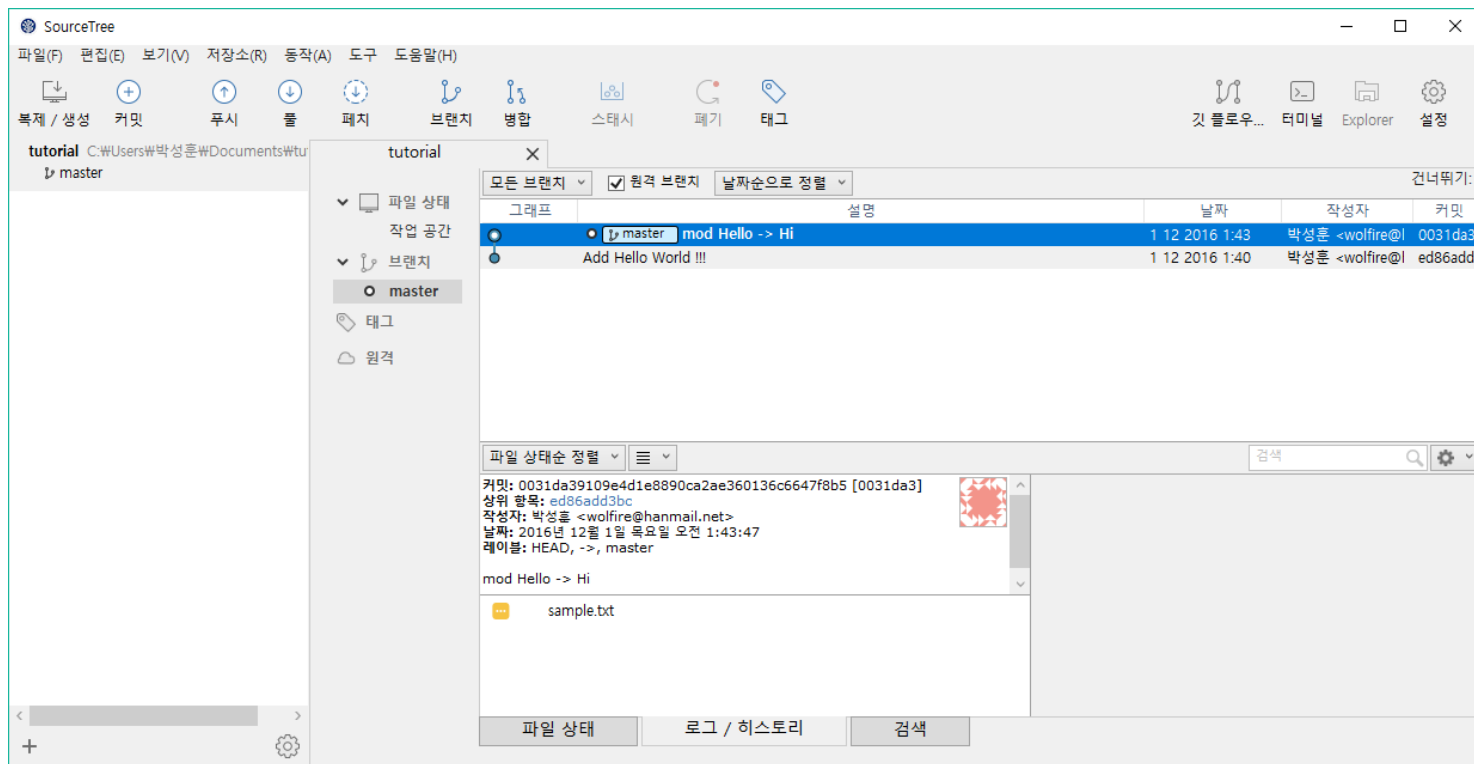 SourceTree
파일(F) 편집(E) 보기(V) 저장소(R) 동작(A) 도구 도움말(H)
복제 / 생성 커밋 푸시 풀 페치 브랜치 병합 스태시 폐기 태그 깃 플로우... 터미널 Explorer 설정
tutorial C:₩Users₩박성훈₩Documents₩tu
master
tutorial
파일 상태
작업 공간
브랜치
master
태그
원격
모든 브랜치 원격 브랜치 날짜순으로 정렬 건너뛰기:
그래프 설명 날짜 작성자 커밋
master mod Hello -> Hi 1 12 2016 1:43 박성훈 <wolfire@l 0031da3
Add Hello World !!! 1 12 2016 1:40 박성훈 <wolfire@l ed86add
파일 상태순 정렬 검색
커밋: 0031da39109e4d1e8890ca2ae360136c6647f8b5 [0031da3]
상위 항목: ed86add3bc
작성자: 박성훈 <wolfire@hanmail.net>
날짜: 2016년 12월 1일 목요일 오전 1:43:47
레이블: HEAD, ->, master
mod Hello -> Hi
sample.txt
파일 상태 로그 / 히스토리 검색